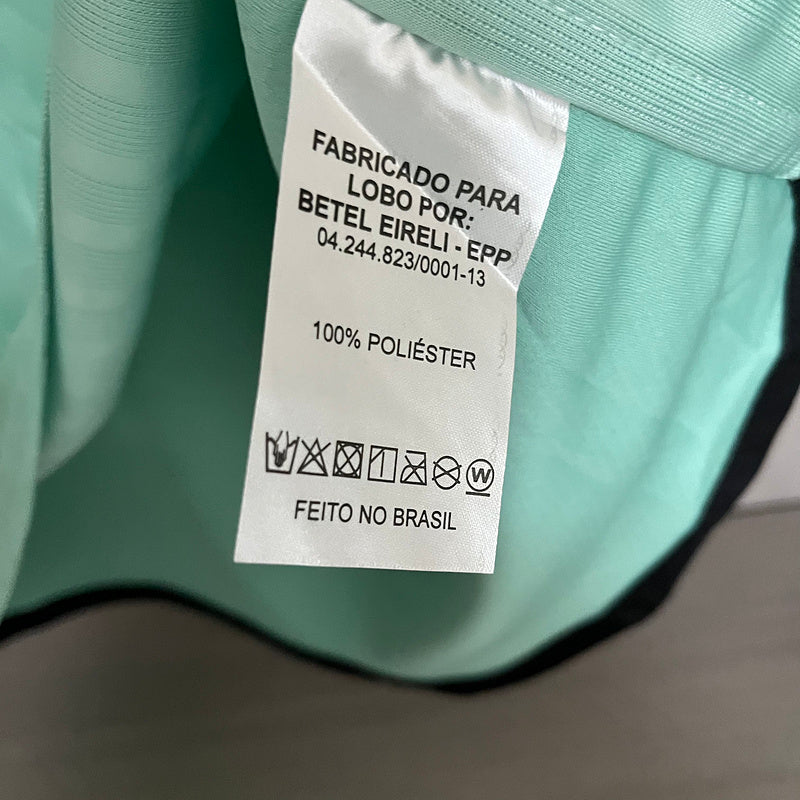 FABRICADO PARA
LOBO POR:
BETEL EIRELI - EPP
04.244.823/0001-13
100% POLIÉSTER
W
FEITO NO BRASIL